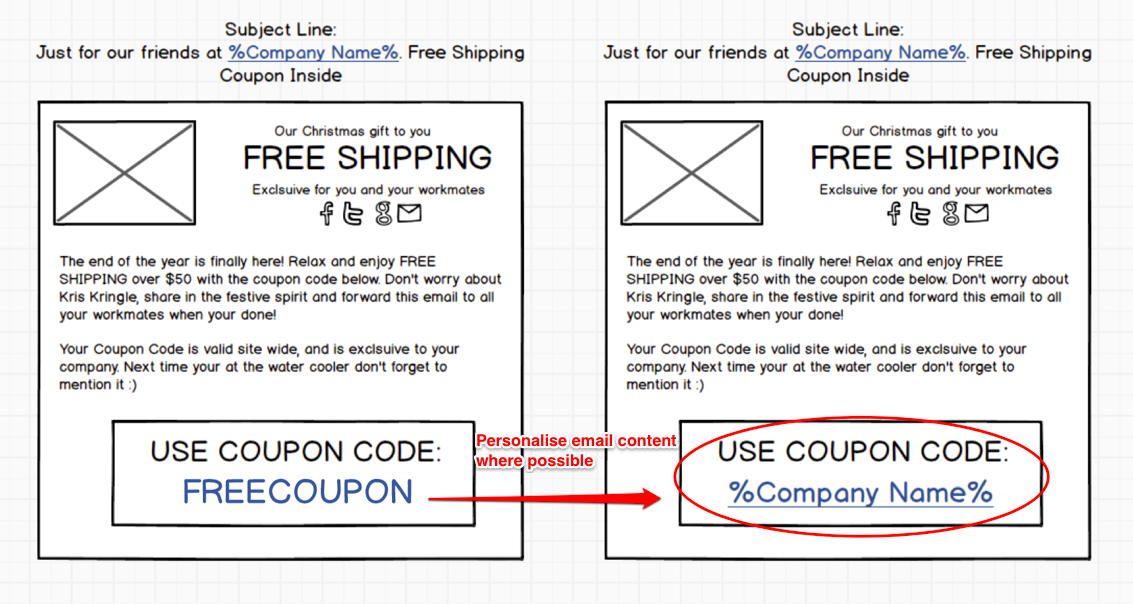 Subject Line:
Just for our friends at %Company Name%. Free Shipping
Coupon Inside
Our Christmas gift to you
FREE SHIPPING
Exclsuive for you and your workmates
The end of the year is finally here! Relax and enjoy FREE
SHIPPING over $50 with the coupon code below. Don't worry about
Kris Kringle, share in the festive spirit and forward this email to all
your workmates when your done!
Your Coupon Code is valid site wide, and is exclsuive to your
company. Next time your at the water cooler don't forget to
mention it :)
USE COUPON CODE:
FREECOUPON
Personalise email content
where possible
Subject Line:
Just for our friends at %Company Name%. Free Shipping
Coupon Inside
Our Christmas gift to you
FREE SHIPPING
Exclsuive for you and your workmates
The end of the year is finally here! Relax and enjoy FREE
SHIPPING over $50 with the coupon code below. Don't worry about
Kris Kringle, share in the festive spirit and forward this email to all
your workmates when your done!
Your Coupon Code is valid site wide, and is exclsuive to your
company. Next time your at the water cooler don't forget to
mention it :)
USE COUPON CODE:
%Company Name%